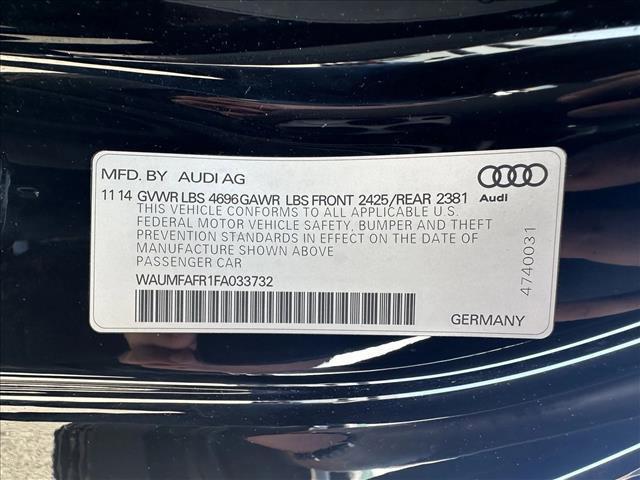 MFD. BY AUDI AG
11 14 GVWR LBS 4696 GAWR LBS FRONT 2425/REAR 2381
THIS VEHICLE CONFORMS TO ALL APPLICABLE U.S.
FEDERAL MOTOR VEHICLE SAFETY, BUMPER AND THEFT
PREVENTION STANDARDS IN EFFECT ON THE DATE OF
MANUFACTURE SHOWN ABOVE
PASSENGER CAR
WAUMFAFR1FA033732
GERMANY
Audi
4740031